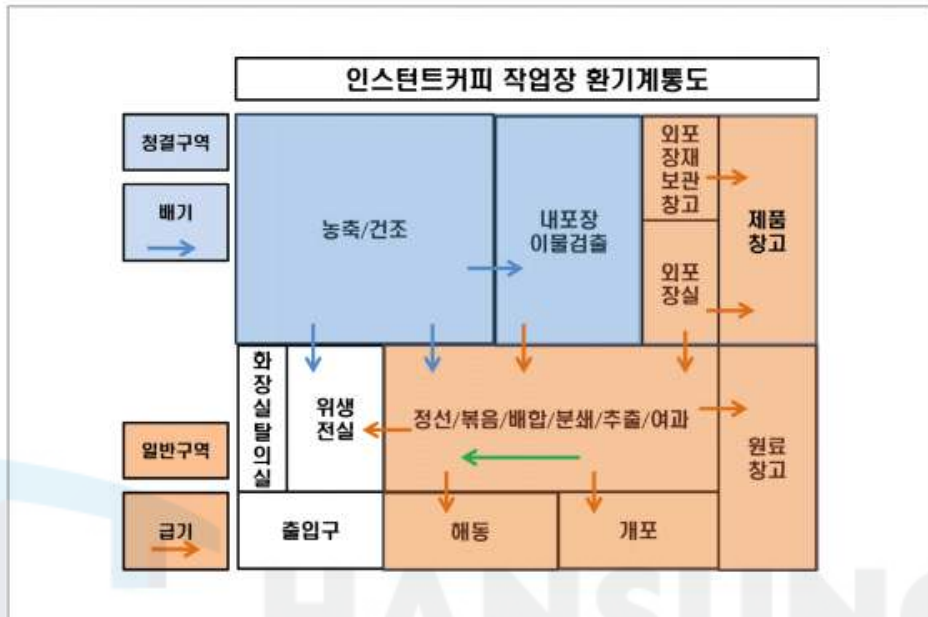 인스턴트커피 작업장 환기계통도
청결구역
배기
농축/건조
내포장
이물검출
외포
장재
보관
창고
외포
장실
제품
창고
화
장
실
탈
의
실
위생
전실
정선/볶음/배합/분쇄/추출/여과
원료
창고
일반구역
급기
출입구
해동
개포
HANSUNG